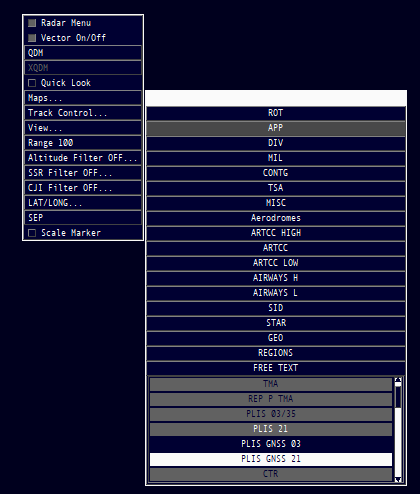 Radar Menu
Vector On/Off
QDM
XQDM
Quick Look
Maps...
Track Control...
View...
Range 100
Altitude Filter OFF...
SSR Filter OFF...
CJI Filter OFF...
LAT/LONG...
SEP
Scale Marker
ROT
APP
DIV
MIL
CONTG
TSA
MISC
Aerodromes
ARTCC HIGH
ARTCC
ARTCC LOW
AIRWAYS H
AIRWAYS L
SID
STAR
GEO
REGIONS
FREE TEXT
TMA
REP P TMA
PLIS 03/35
PLIS 21
PLIS GNSS 03
PLIS GNSS 21
CTR